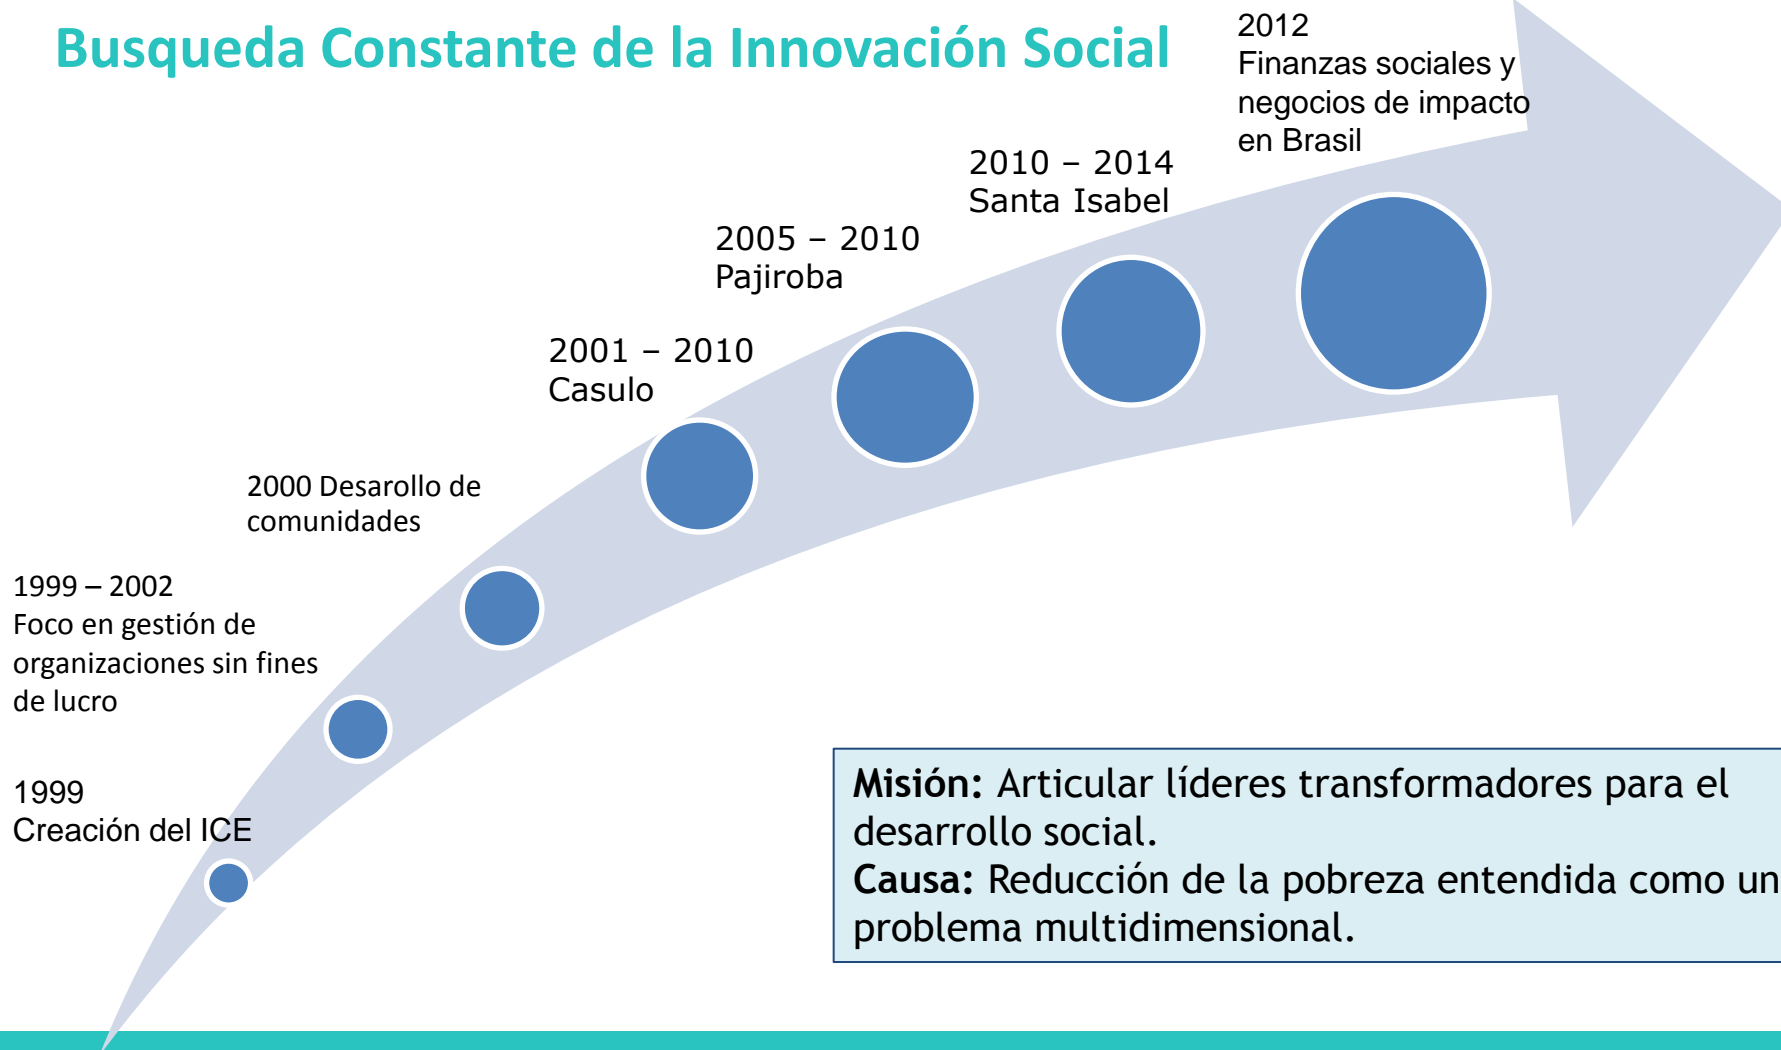 Busqueda Constante de la Innovación Social
2012
Finanzas sociales y
negocios de impacto
en Brasil
2010 – 2014
Santa Isabel
2005 – 2010
Pajiroba
2001 – 2010
Casulo
2000 Desarollo de
comunidades
1999 – 2002
Foco en gestión de
organizaciones sin fines
de lucro
1999
Creación del ICE
Misión: Articular líderes transformadores para el
desarrollo social.
Causa: Reducción de la pobreza entendida como un
problema multidimensional.